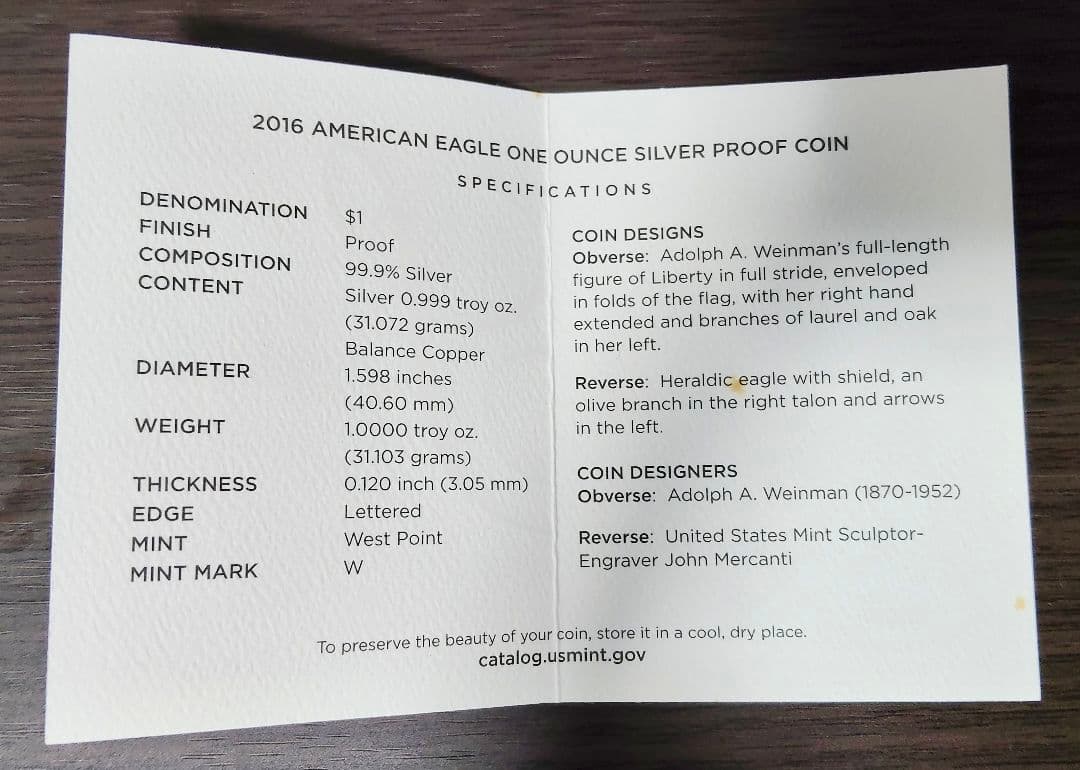 2016 AMERICAN EAGLE ONE OUNCE SILVER PROOF COIN
SPECIFICATIONS
DENOMINATION $1
FINISH Proof
COMPOSITION 99.9% Silver
CONTENT Silver 0.999 troy oz.
(31.072 grams)
Balance Copper
DIAMETER 1.598 inches
(40.60 mm)
WEIGHT 1.0000 troy oz.
(31.103 grams)
THICKNESS 0.120 inch (3.05 mm)
EDGE Lettered
MINT West Point
MINT MARK W
COIN DESIGNS
Obverse: Adolph A. Weinman's full-length
figure of Liberty in full stride, enveloped
in folds of the flag, with her right hand
extended and branches of laurel and oak
in her left.
Reverse: Heraldic eagle with shield, an
olive branch in the right talon and arrows
in the left.
COIN DESIGNERS
Obverse: Adolph A. Weinman (1870-1952)
Reverse: United States Mint Sculptor-
Engraver John Mercanti
To preserve the beauty of your coin, store it in a cool, dry place.
catalog.usmint.gov